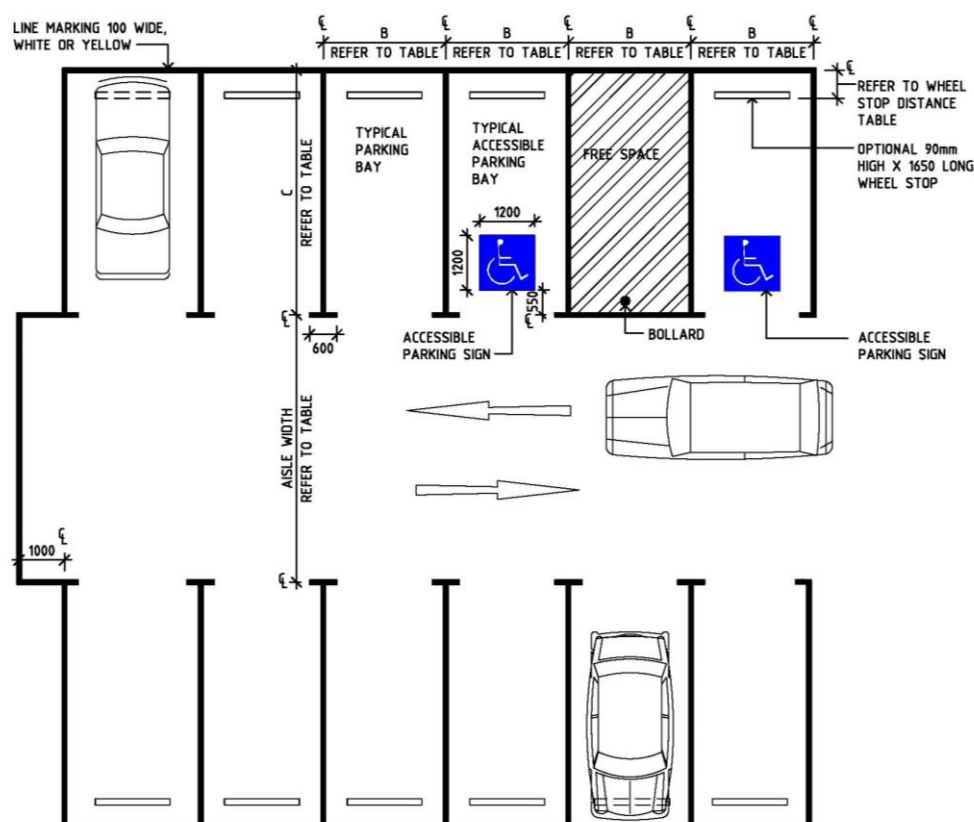 LINE MARKING 100 WIDE,
WHITE OR YELLOW
℄
℄
℄
℄
℄
B
REFER TO TABLE
B
REFER TO TABLE
B
REFER TO TABLE
B
REFER TO TABLE
℄
REFER TO WHEEL
STOP DISTANCE
TABLE
OPTIONAL 90mm
HIGH X 1650 LONG
WHEEL STOP
C
REFER TO TABLE
TYPICAL
PARKING
BAY
TYPICAL
ACCESSIBLE
PARKING
BAY
FREE SPACE
1200
1200
550
℄
℄
600
ACCESSIBLE
PARKING SIGN
BOLLARD
ACCESSIBLE
PARKING SIGN
AISLE WIDTH
REFER TO TABLE
℄
1000
℄